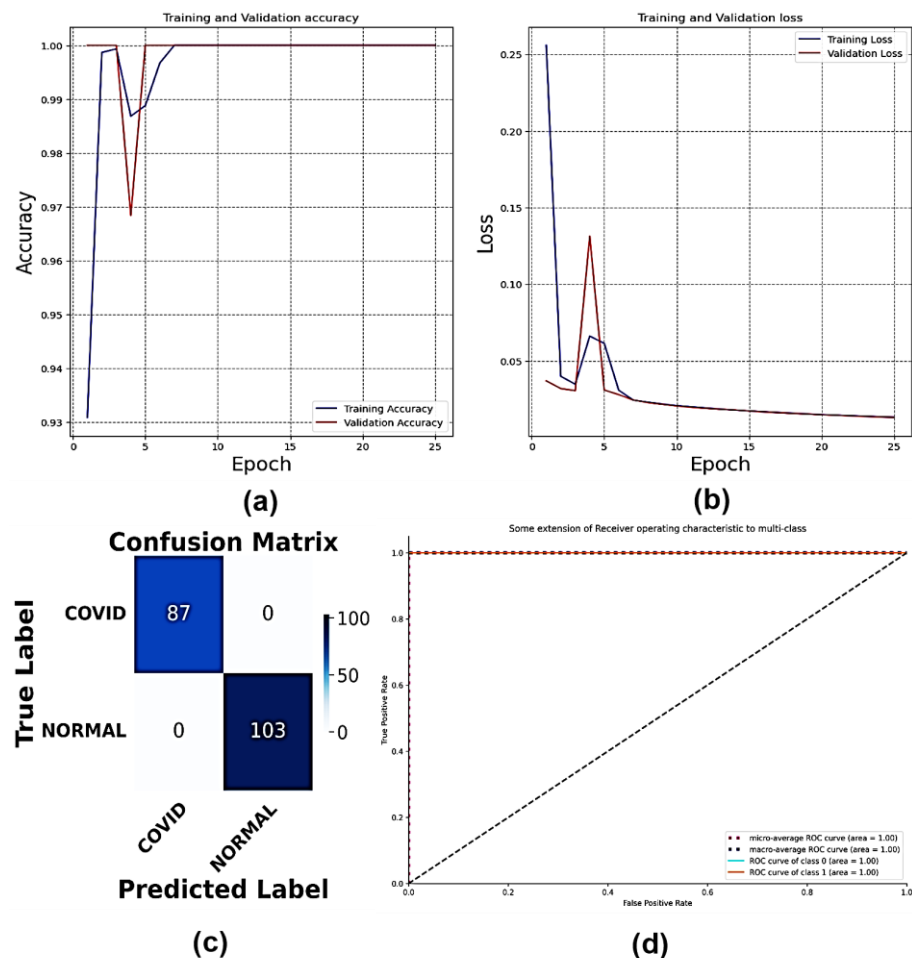 Training and Validation accuracy
1.00
0.99
0.98
0.97
0.96
0.95
0.94
0.93
Accuracy
Training Accuracy
Validation Accuracy
0 5 10 15 20 25
Epoch
(a)
Training and Validation loss
Training Loss
Validation Loss
0.25
0.20
0.15
0.10
0.05
Loss
0 5 10 15 20 25
Epoch
(b)
Confusion Matrix
True Label
COVID 87 0
NORMAL 0 103
100
50
0
COVID NORMAL
Predicted Label
(c)
Some extension of Receiver operating characteristic to multi-class
1.0
0.8
0.6
0.4
0.2
0.0
True Positive Rate
micro-average ROC curve (area = 1.00)
macro-average ROC curve (area = 1.00)
ROC curve of class 0 (area = 1.00)
ROC curve of class 1 (area = 1.00)
0.0 0.2 0.4 0.6 0.8 1.0
False Positive Rate
(d)